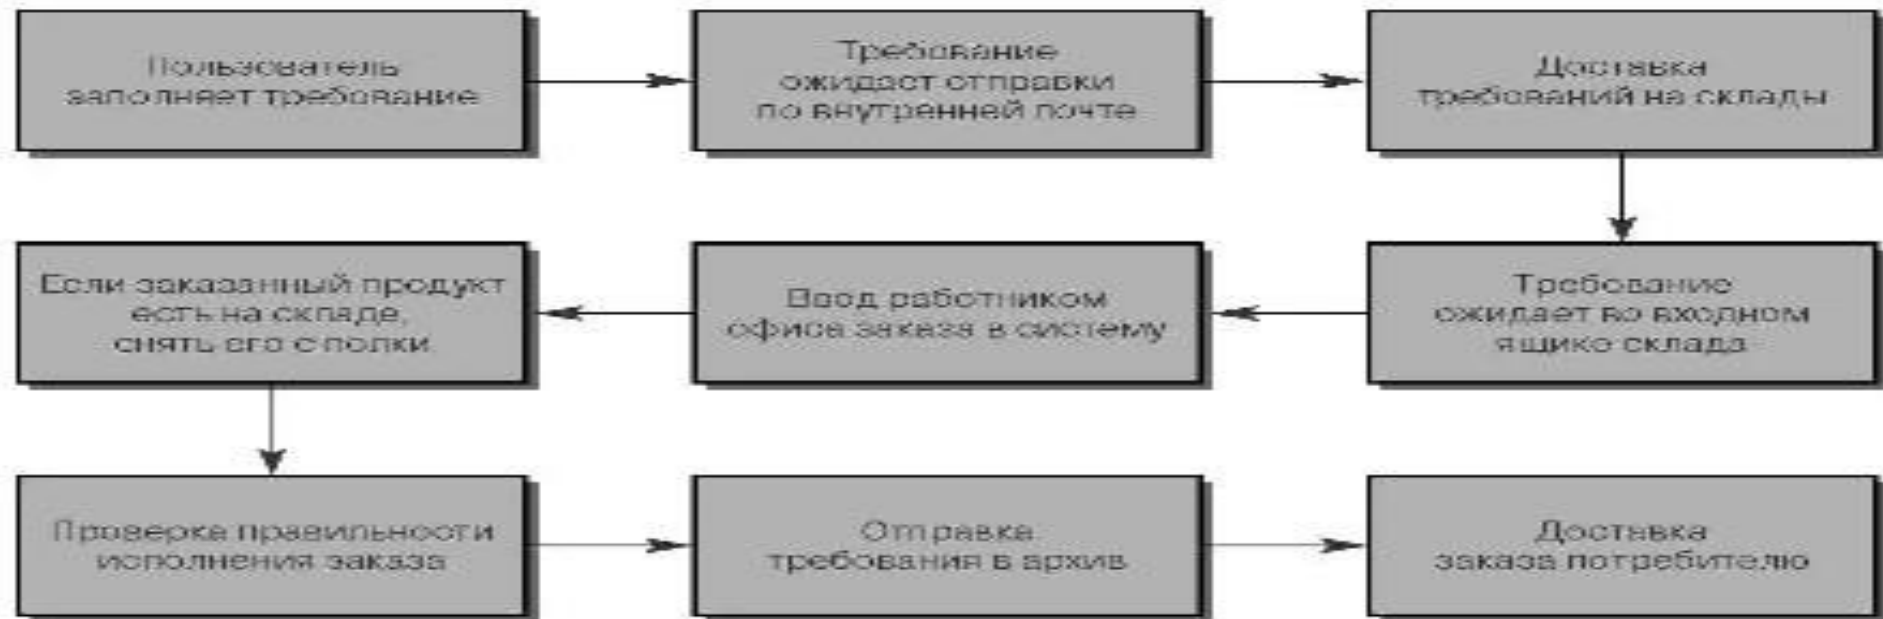 Пользователь
заполняет требование
Требование
ожидает отправки
по внутренней почте
Доставка
требований на склады
Требование
ожидает во входном
ящике склада
Ввод работником
офиса заказа в систему
Если заказанный продукт
есть на складе,
снять его с полки
Проверка правильности
исполнения заказа
Отправка
требования в архив
Доставка
заказа потребителю